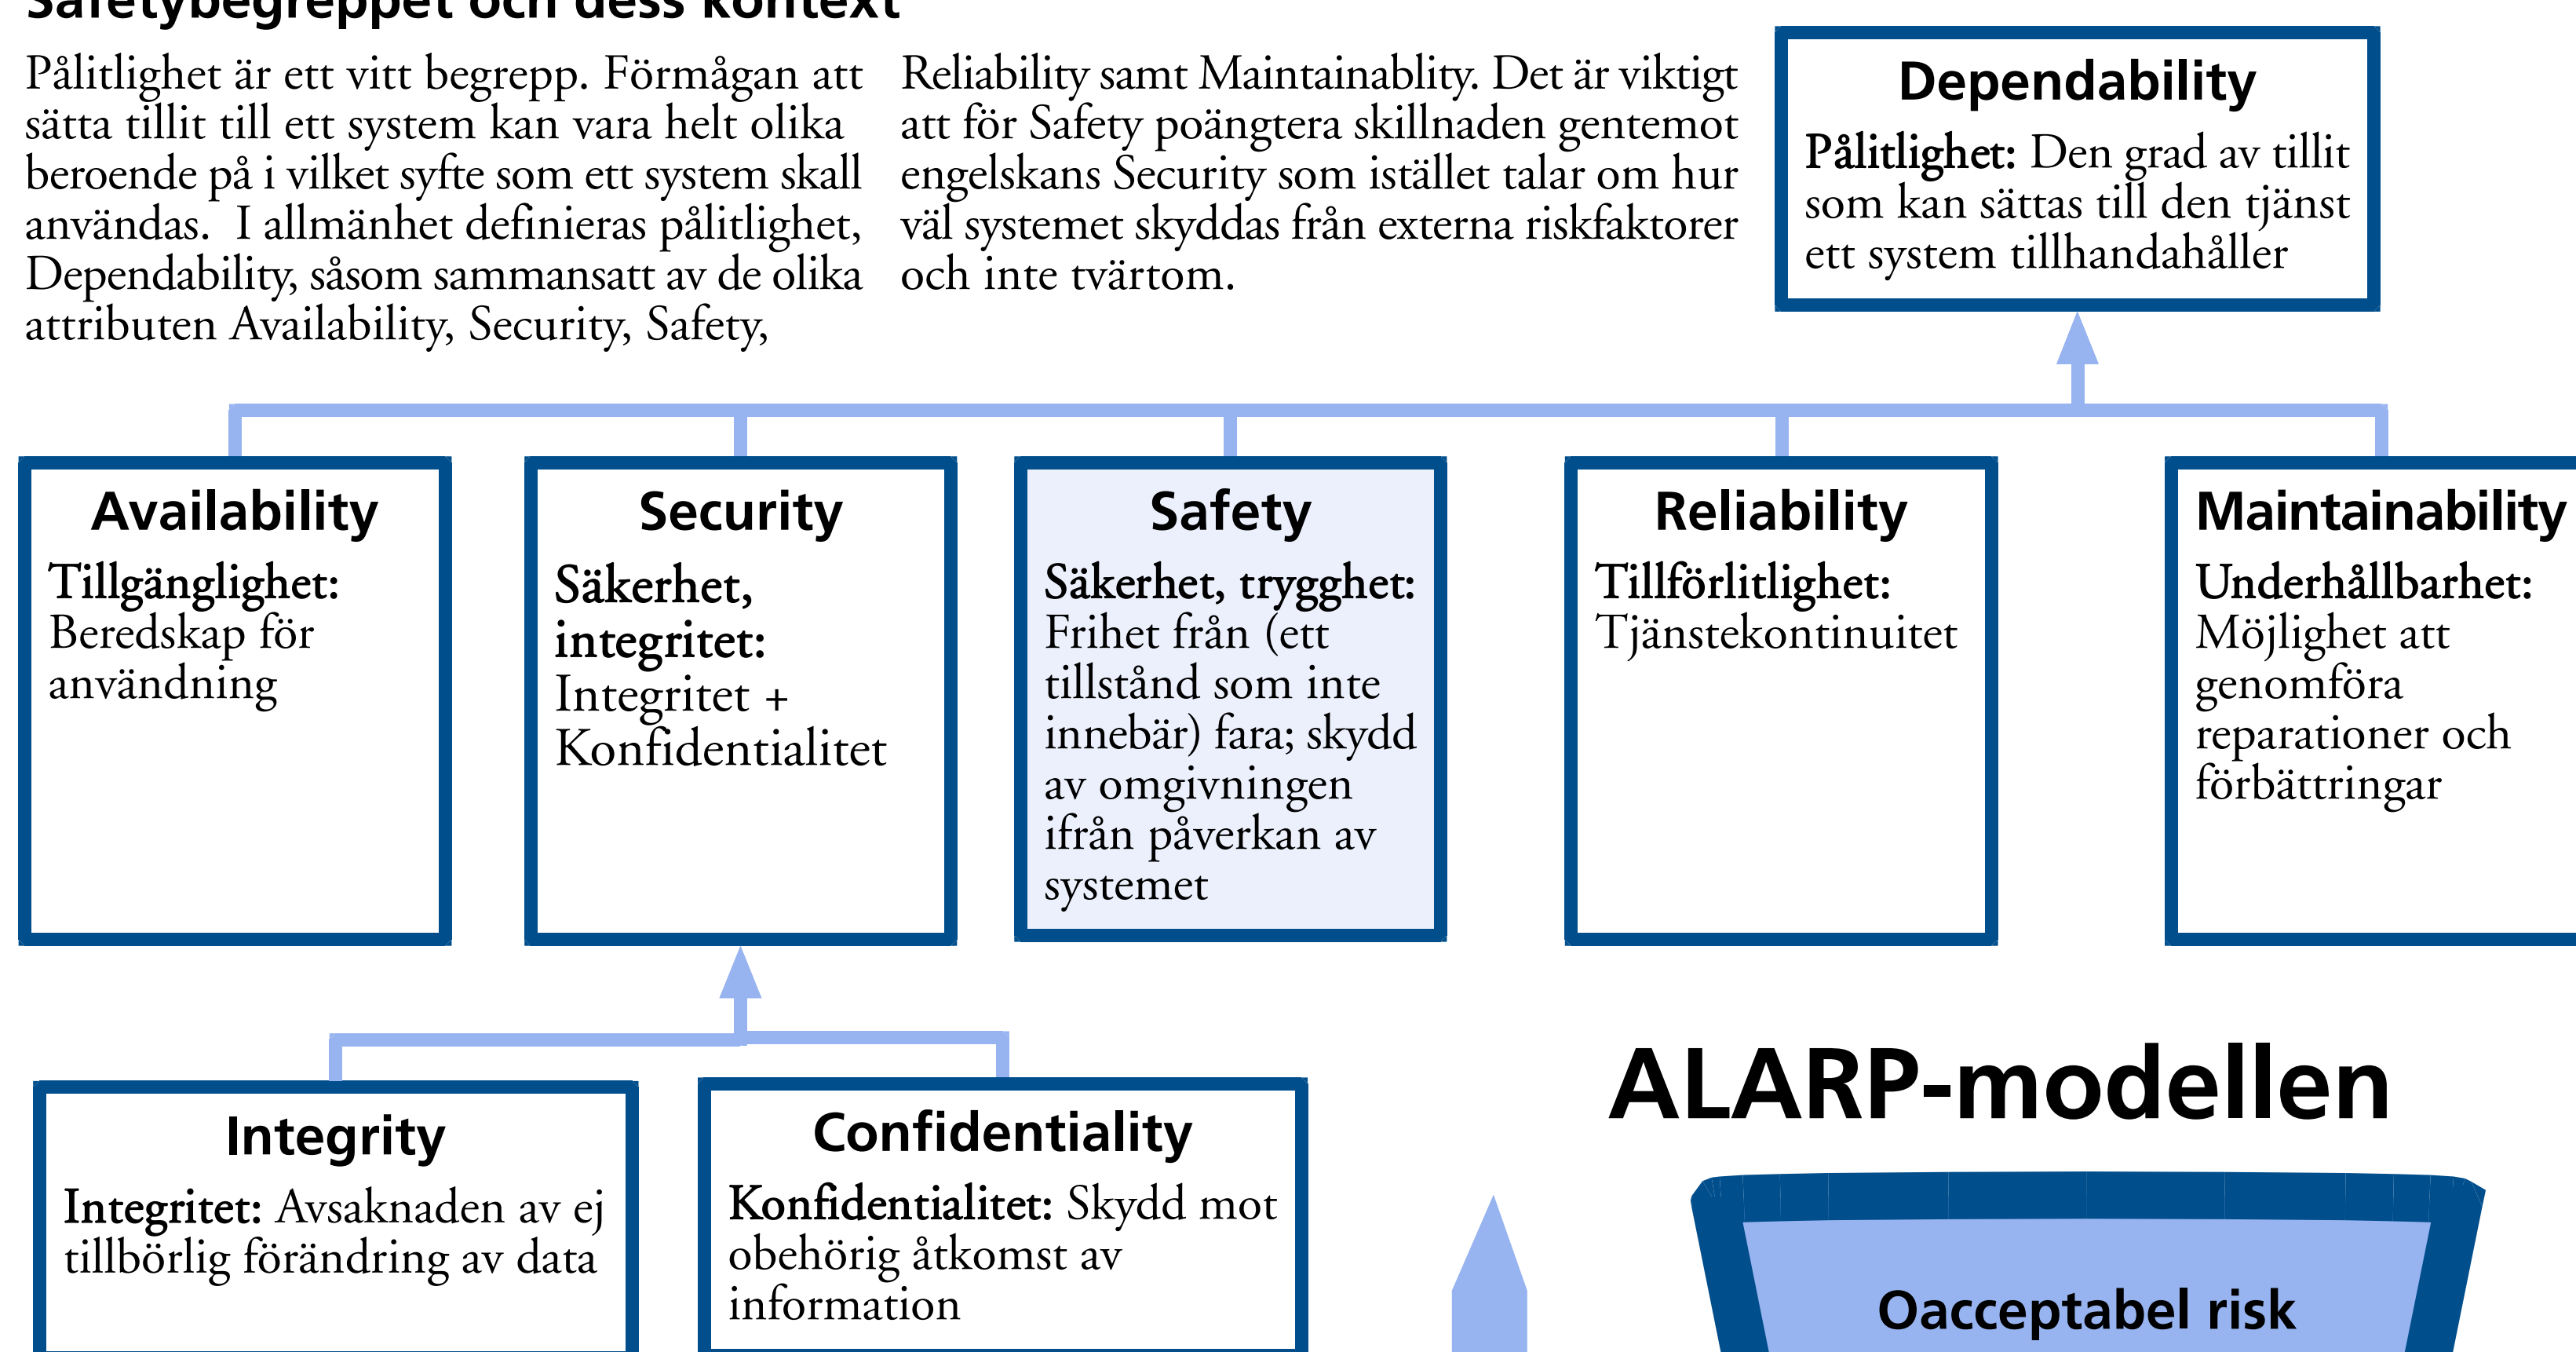 Safetybegreppet och dess kontext
Pålitlighet är ett vitt begrepp. Förmågan att
sätta tillit till ett system kan vara helt olika
beroende på i vilket syfte som ett system skall
användas.  I allmänhet definieras pålitlighet,
Dependability, såsom sammansatt av de olika
attributen Availability, Security, Safety,
Reliability samt Maintainablity. Det är viktigt
att för Safety poängtera skillnaden gentemot
engelskans Security som istället talar om hur
väl systemet skyddas från externa riskfaktorer
och inte tvärtom.
Dependability
Pålitlighet: Den grad av tillit
som kan sättas till den tjänst
ett system tillhandahåller
Availability
Tillgänglighet:
Beredskap för
användning
Security
Säkerhet,
integritet:
Integritet +
Konfidentialitet
Safety
Säkerhet, trygghet:
Frihet från (ett
tillstånd som inte
innebär) fara; skydd
av omgivningen
ifrån påverkan av
systemet
Reliability
Tillförlitlighet:
Tjänstekontinuitet
Maintainability
Underhållbarhet:
Möjlighet att
genomföra
reparationer och
förbättringar
Integrity
Integritet: Avsaknaden av ej
tillbörlig förändring av data
Confidentiality
Konfidentialitet: Skydd mot
obehörig åtkomst av
information
ALARP-modellen
Oacceptabel risk